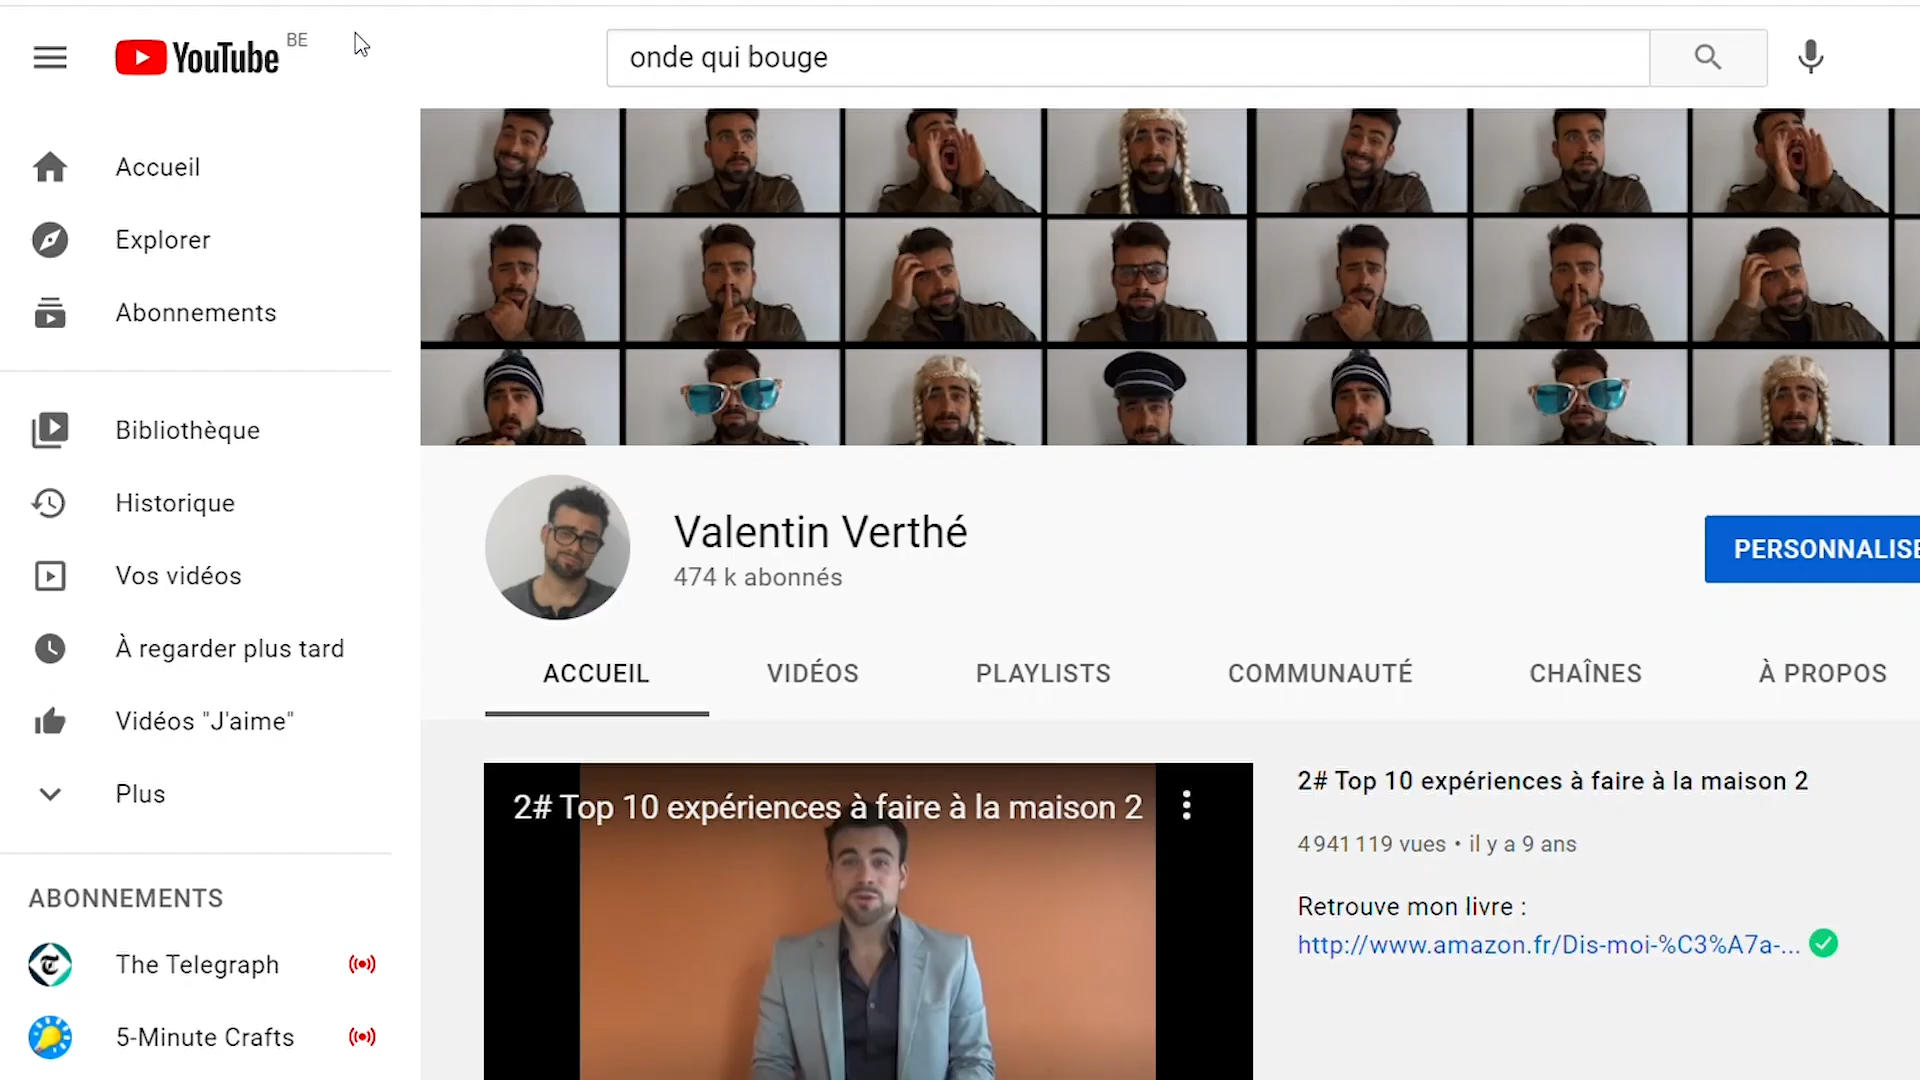 YouTube BE
onde qui bouge
Accueil
Explorer
Abonnements
Bibliothèque
Historique
Vos vidéos
À regarder plus tard
Vidéos "J'aime"
Plus
ABONNEMENTS
The Telegraph
5-Minute Crafts
Valentin Verthé
474 k abonnés
PERSONNALISE
ACCUEIL
VIDÉOS
PLAYLISTS
COMMUNAUTÉ
CHAÎNES
À PROPOS
2# Top 10 expériences à faire à la maison 2
2# Top 10 expériences à faire à la maison 2
4 941 119 vues • il y a 9 ans
Retrouve mon livre :
http://www.amazon.fr/Dis-moi-%C3%A7a-...